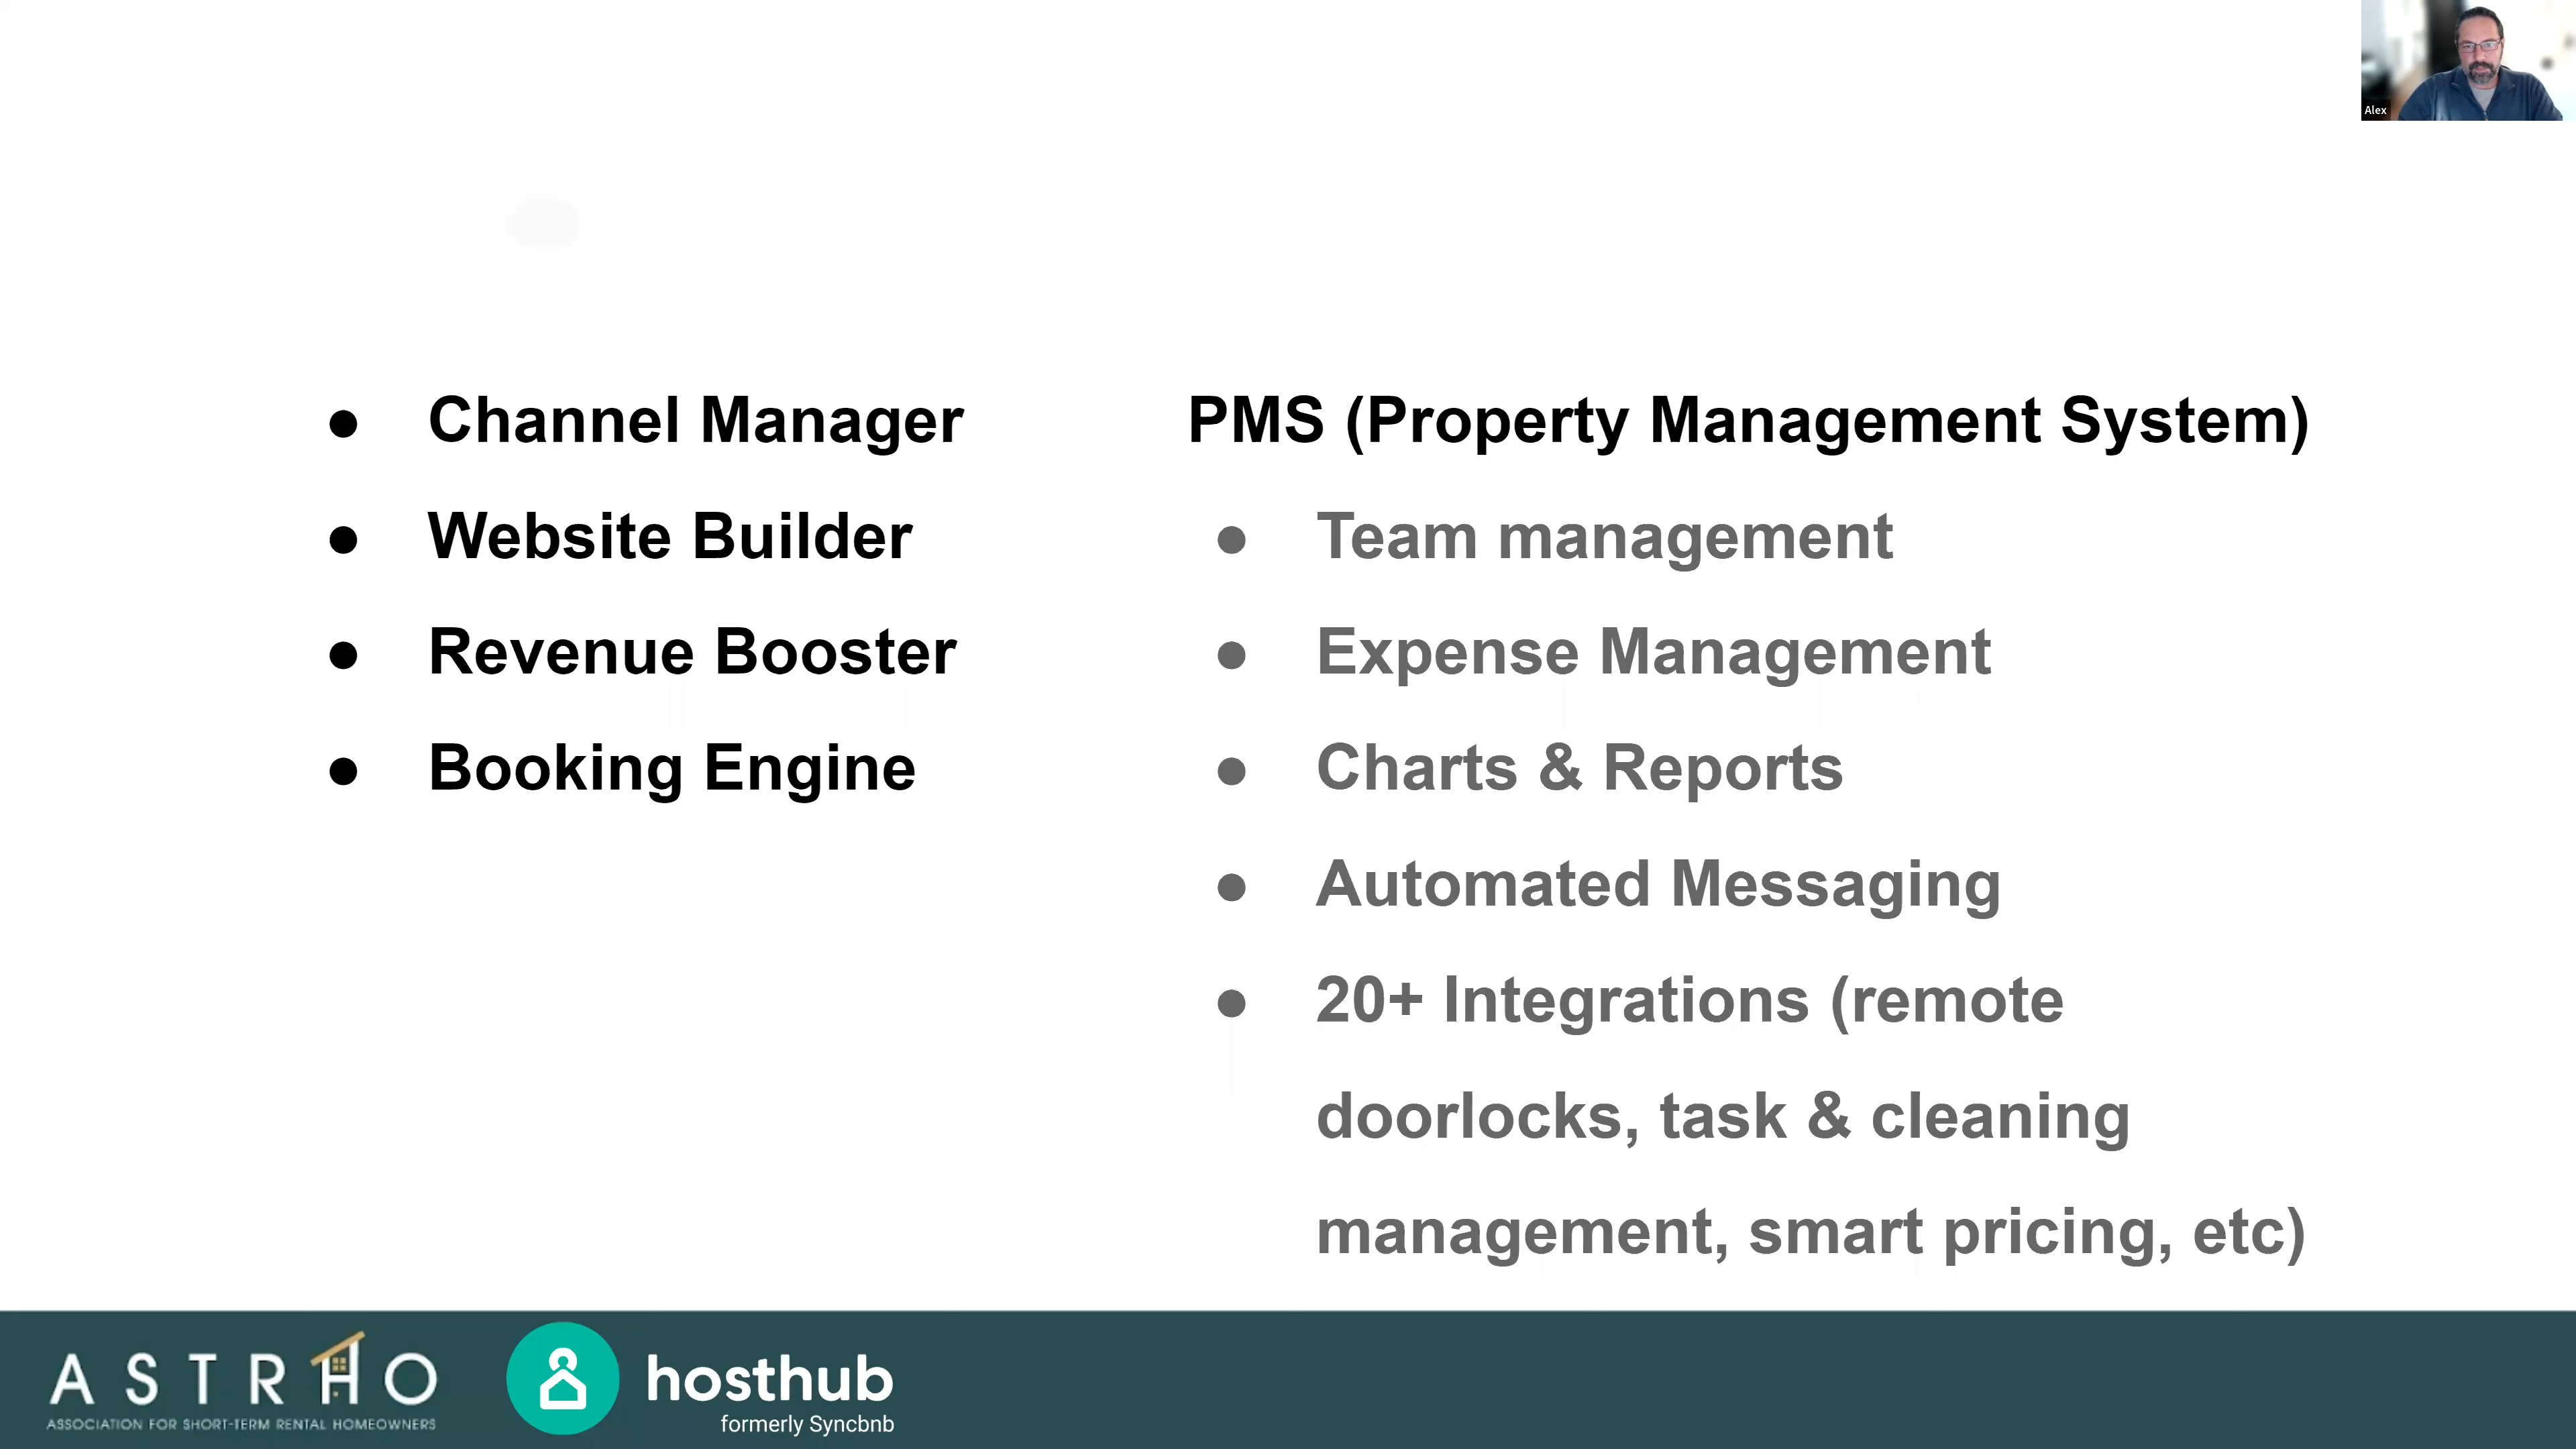 Alex
Channel Manager
Website Builder
Revenue Booster
Booking Engine
PMS (Property Management System)
Team management
Expense Management
Charts & Reports
Automated Messaging
20+ Integrations (remote
doorlocks, task & cleaning
management, smart pricing, etc)
ASTRHO
ASSOCIATION FOR SHORT-TERM RENTAL HOMEOWNERS
hosthub
formerly Syncbnb